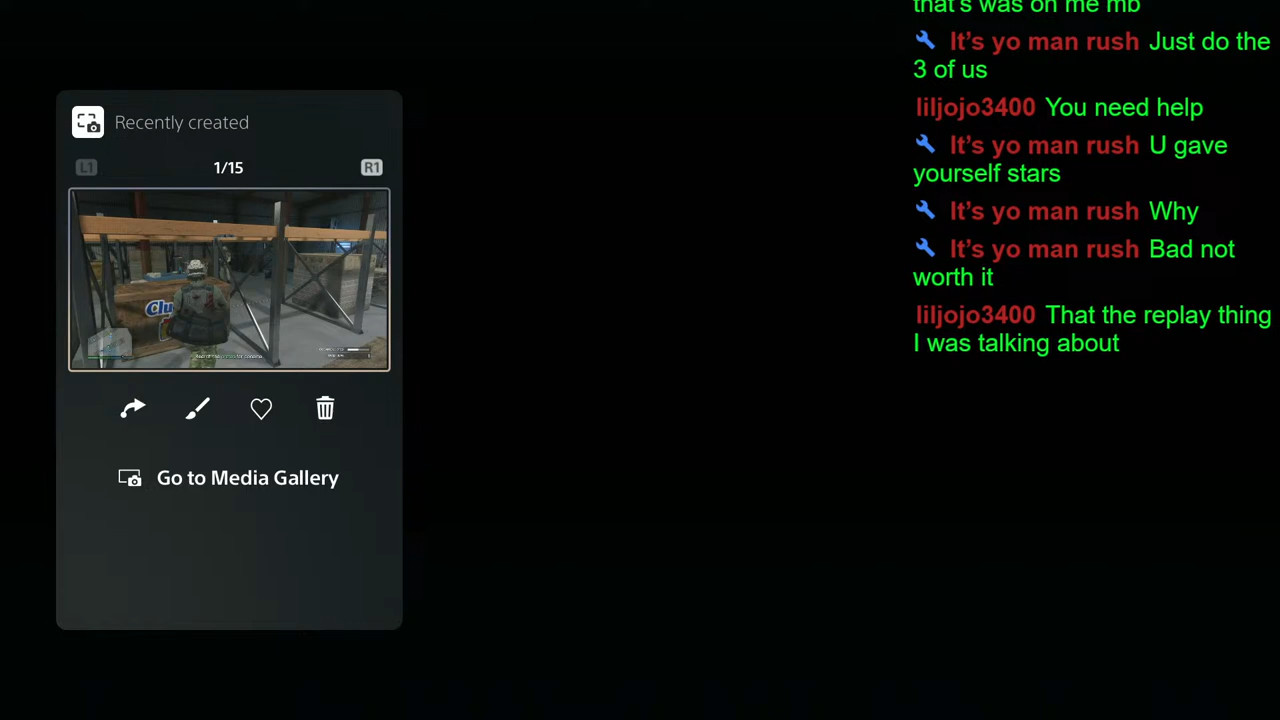 Recently created
L1
1/15
R1
Clu
Go to Media Gallery
that's was on me mb
It's yo man rush Just do the
3 of us
liljojo3400 You need help
It's yo man rush U gave
yourself stars
It's yo man rush Why
It's yo man rush Bad not
worth it
liljojo3400 That the replay thing
I was talking about